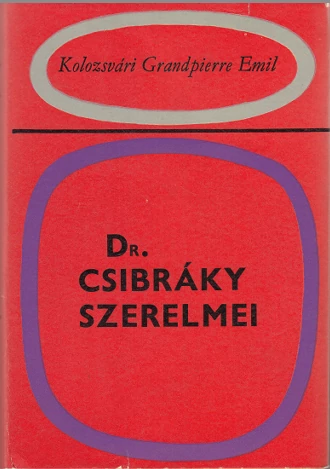 Kolozsvári Grandpierre Emil
DR.
CSIBRÁKY
SZERELMEI